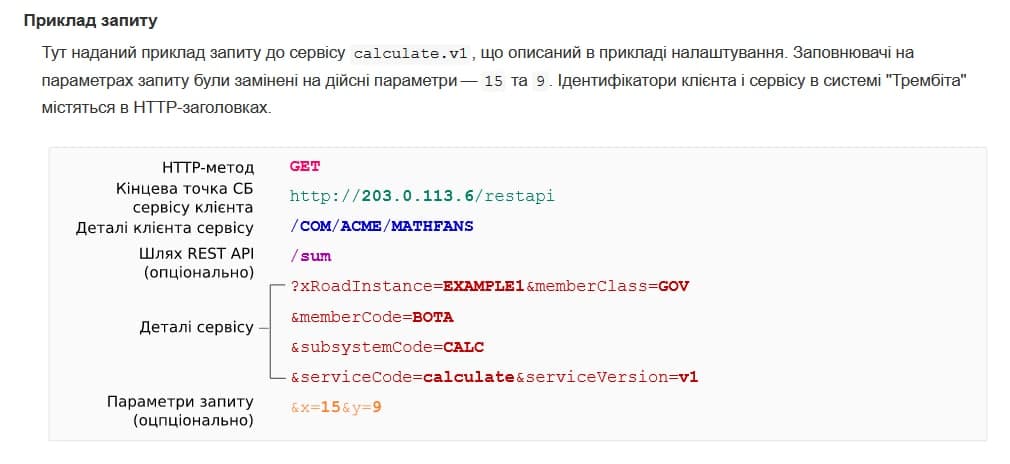 Приклад запиту
Тут наданий приклад запиту до сервісу calculate.v1, що описаний в прикладі налаштування. Заповнювачі на
параметрах запиту були замінені на дійсні параметри— 15 та 9. Ідентифікатори клієнта і сервісу в системі "Трембіта"
містяться в HTTP-заголовках.
HTTP-метод GET
Кінцева точка СБ
сервісу клієнта http://203.0.113.6/restapi
Деталі клієнта сервісу /COM/ACME/MATHFANS
Шлях REST API
(опціонально) /sum
?xRoadInstance=EXAMPLE1&memberClass=GOV
Деталі сервісу &memberCode=BOTA
&subsystemCode=CALC
&serviceCode=calculate&serviceVersion=v1
Параметри запиту
(оцпціонально) &x=15&y=9